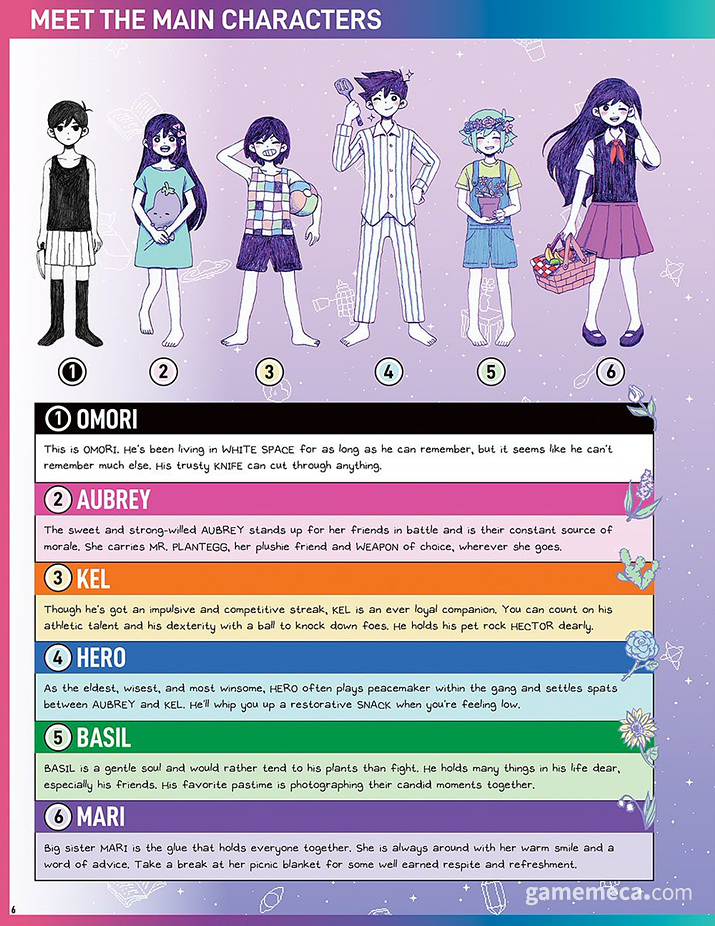 MEET THE MAIN CHARACTERS
1
2
3
4
5
6
1 OMORI
This is OMORI. He's been living in WHITE SPACE for as long as he can remember, but it seems like he can't
remember much else. His trusty KNIFE can cut through anything.
2 AUBREY
The sweet and strong-willed AUBREY stands up for her friends in battle and is their constant source of
morale. She carries MR. PLANTEGG, her plushie friend and WEAPON of choice, wherever she goes.
3 KEL
Though he's got an impulsive and competitive streak, KEL is an ever loyal companion. You can count on his
athletic talent and his dexterity with a ball to knock down foes. He holds his pet rock HECTOR dearly.
4 HERO
As the eldest, wisest, and most winsome, HERO often plays peacemaker within the gang and settles spats
between AUBREY and KEL. He'll whip you up a restorative SNACK when you're feeling low.
5 BASIL
BASIL is a gentle soul and would rather tend to his plants than fight. He holds many things in his life dear,
especially his friends. His favorite pastime is photographing their candid moments together.
6 MARI
Big sister MARI is the glue that holds everyone together. She is always around with her warm smile and a
word of advice. Take a break at her picnic blanket for some well earned respite and refreshment.
gamemeca.com
6